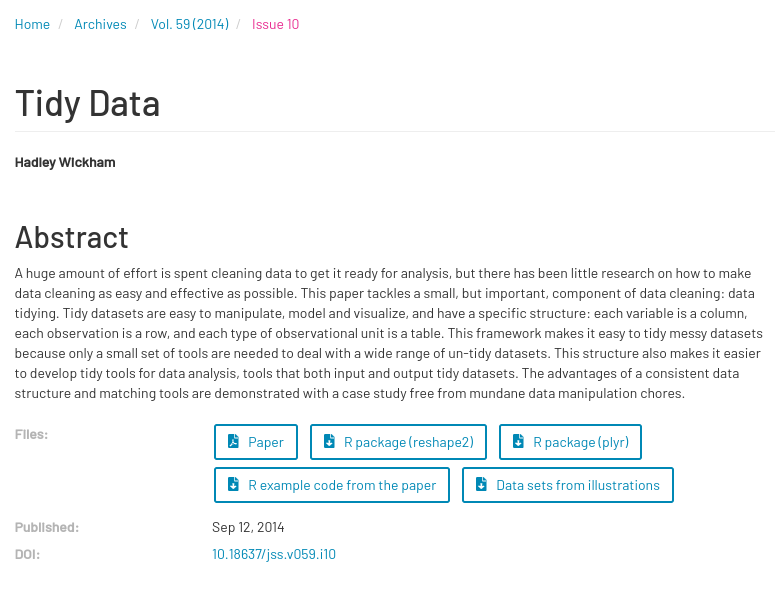 Home / Archives / Vol. 59 (2014) / Issue 10
Tidy Data
Hadley Wickham
Abstract
A huge amount of effort is spent cleaning data to get it ready for analysis, but there has been little research on how to make
data cleaning as easy and effective as possible. This paper tackles a small, but important, component of data cleaning: data
tidying. Tidy datasets are easy to manipulate, model and visualize, and have a specific structure: each variable is a column,
each observation is a row, and each type of observational unit is a table. This framework makes it easy to tidy messy datasets
because only a small set of tools are needed to deal with a wide range of un-tidy datasets. This structure also makes it easier
to develop tidy tools for data analysis, tools that both input and output tidy datasets. The advantages of a consistent data
structure and matching tools are demonstrated with a case study free from mundane data manipulation chores.
Files: Paper R package (reshape2) R package (plyr)
R example code from the paper Data sets from illustrations
Published: Sep 12, 2014
DOI: 10.18637/jss.v059.i10